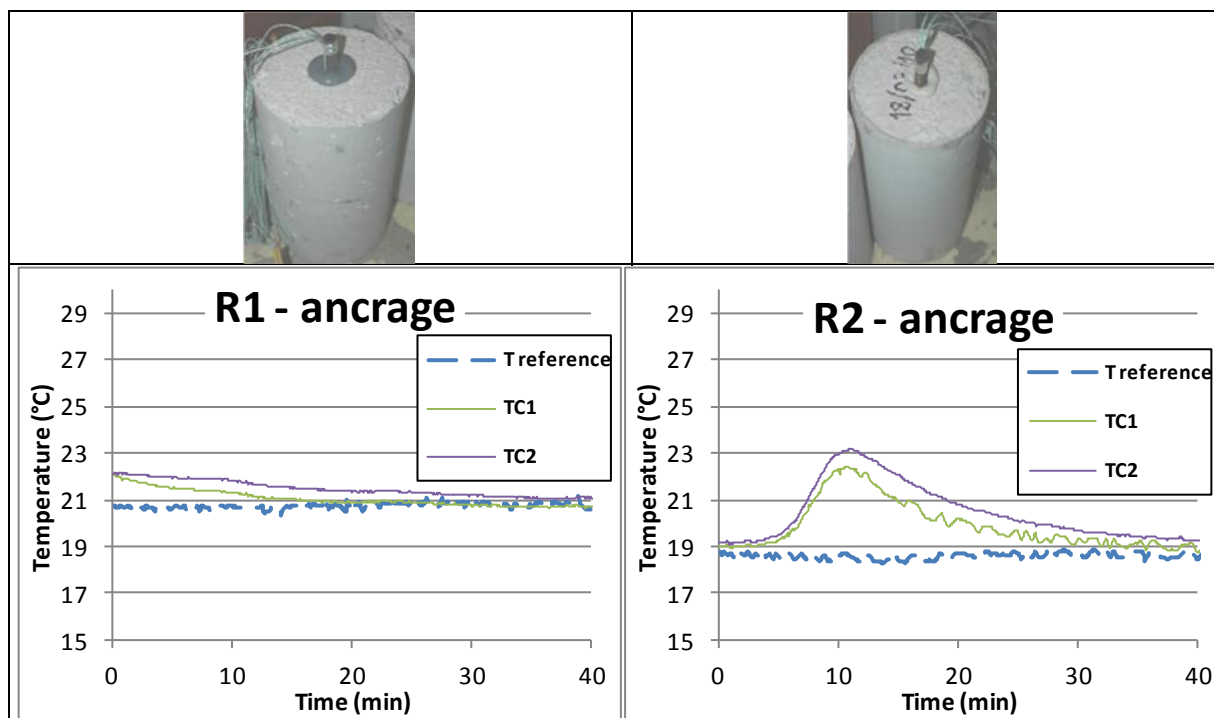 18/v=40
R1 - ancrage
29
27
25
23
21
19
17
15
Temperature (°C)
T reference
TC1
TC2
0
10
20
30
40
Time (min)
R2 - ancrage
29
27
25
23
21
19
17
15
Temperature (°C)
T reference
TC1
TC2
0
10
20
30
40
Time (min)